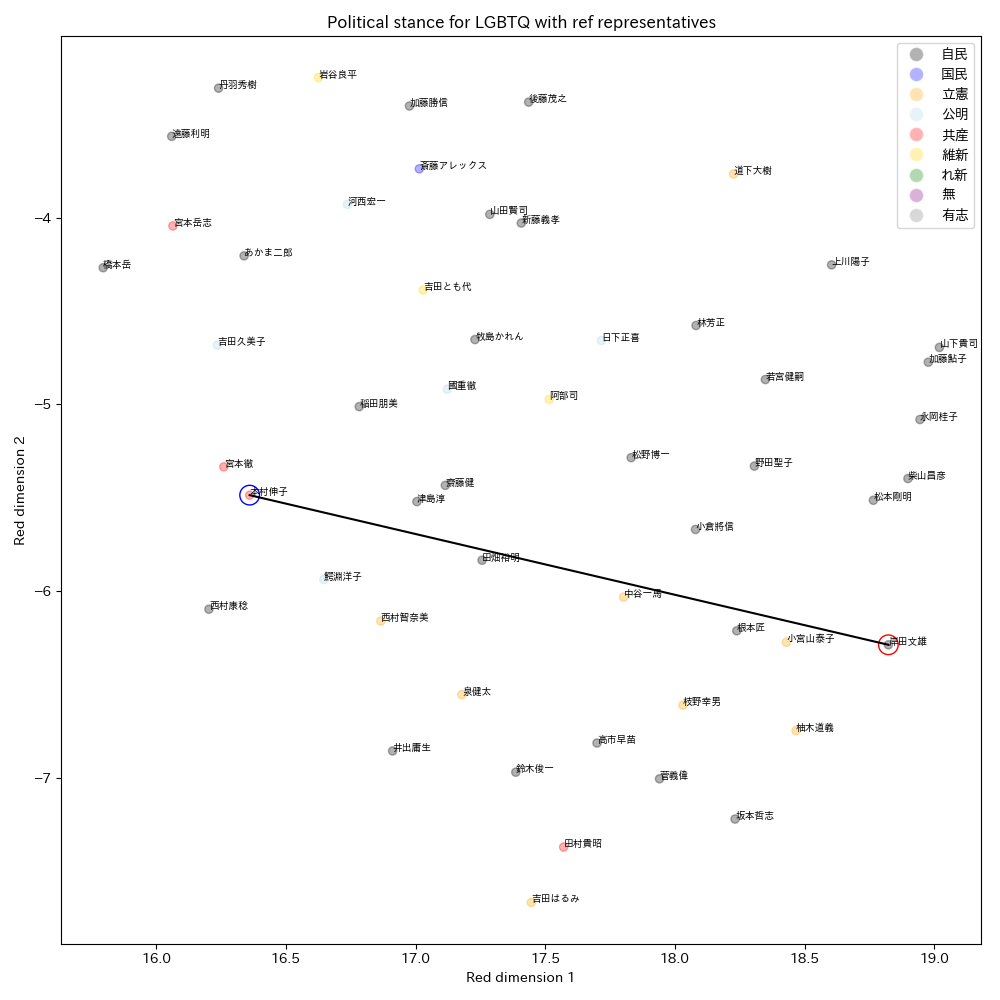 Political stance for LGBTQ with ref representatives
自民
国民
立憲
公明
共産
維新
れ新
無
有志
岩谷良平
丹羽秀樹
加藤勝信
後藤茂之
遠藤利明
斎藤アレックス
道下大樹
河西宏一
山田賢司
新藤義孝
宮本岳志
あかま二郎
上川陽子
橋本岳
吉田とも代
林芳正
牧島かれん
日下正喜
吉田久美子
山下貴司
加藤鮎子
若宮健嗣
國重徹
阿部司
稲田朋美
永岡桂子
松野博一
野田聖子
宮本徹
柴山昌彦
齋藤健
本村伸子
津島淳
松本剛明
小倉將信
田畑裕明
鰐淵洋子
中谷一馬
西村康稔
西村智奈美
根本匠
小宮山泰子
岸田文雄
泉健太
枝野幸男
柚木道義
高市早苗
井出庸生
鈴木俊一
菅義偉
坂本哲志
田村貴昭
吉田はるみ
−4
−5
−6
−7
Red dimension 2
16.0
16.5
17.0
17.5
18.0
18.5
19.0
Red dimension 1